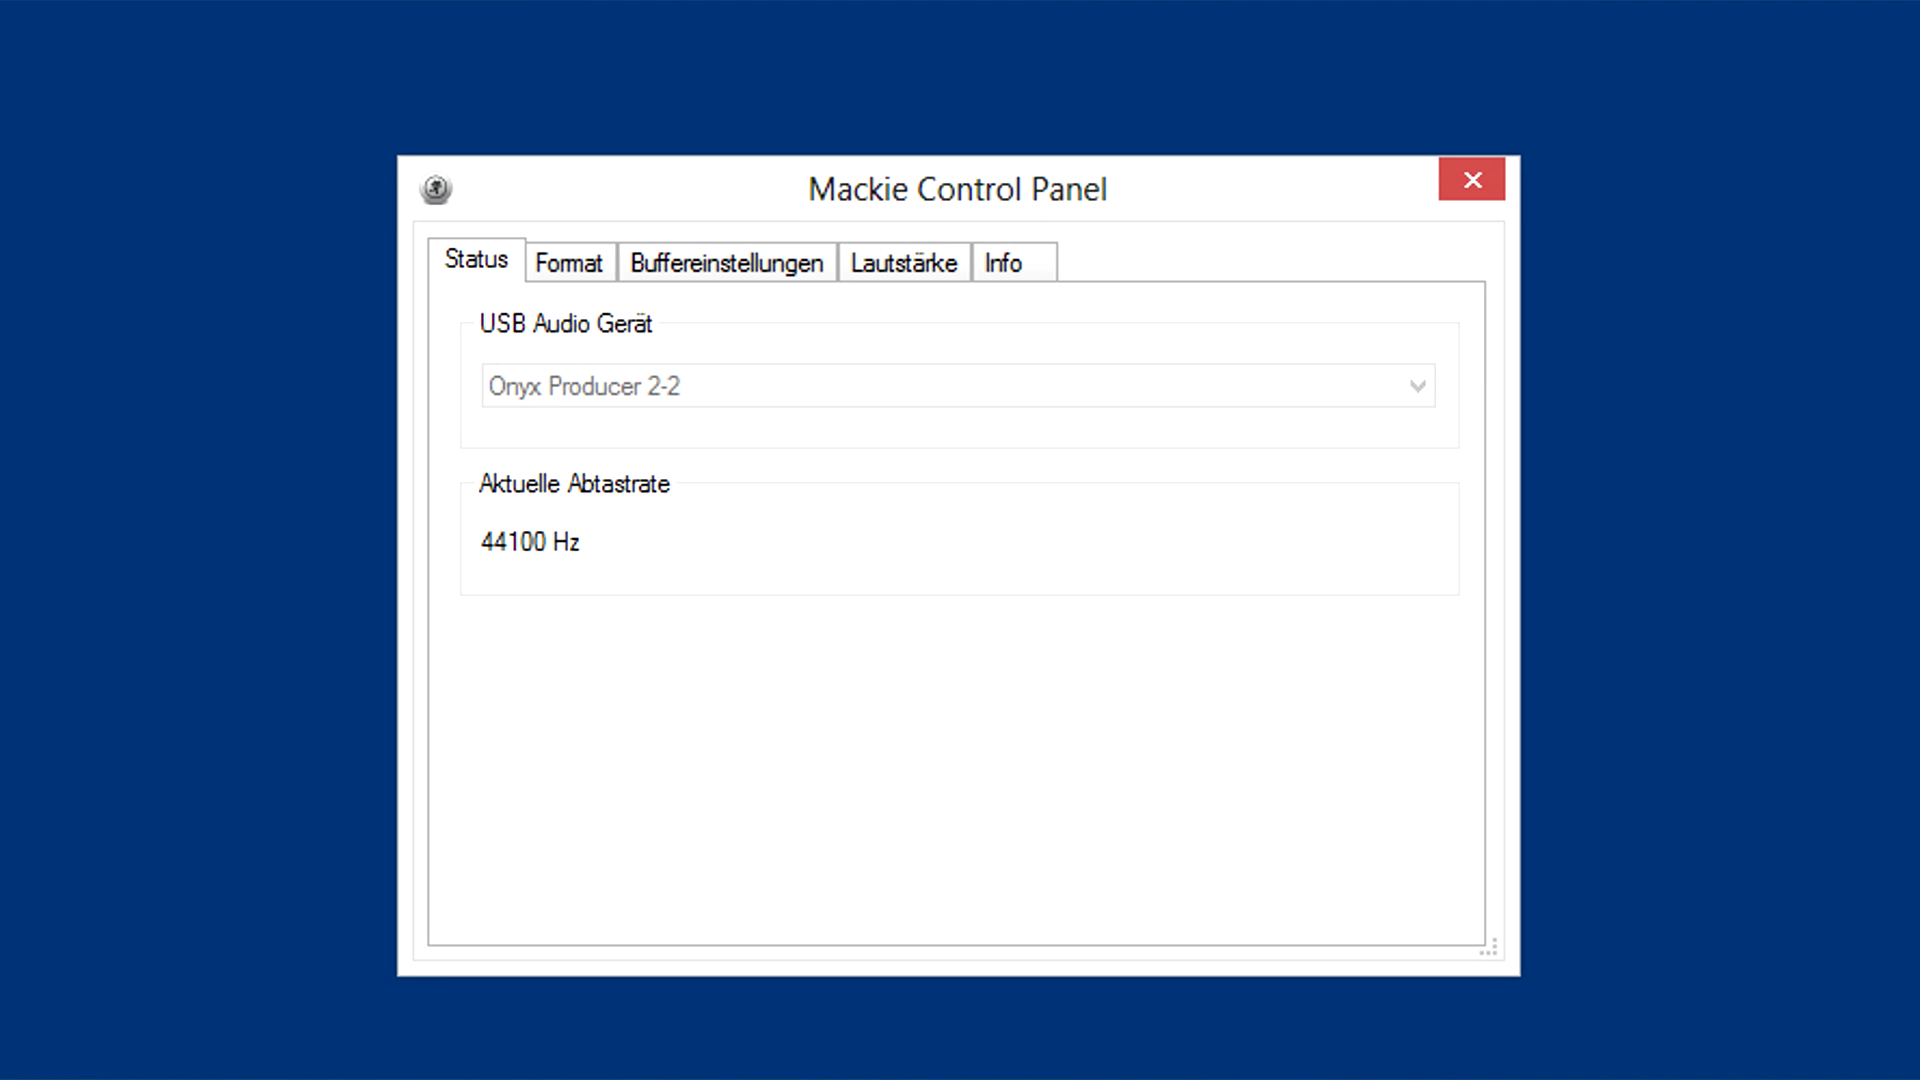 Mackie Control Panel
Status
Format
Buffereinstellungen
Lautstärke
Info
USB Audio Gerät
Onyx Producer 2-2
Aktuelle Abtastrate
44100 Hz